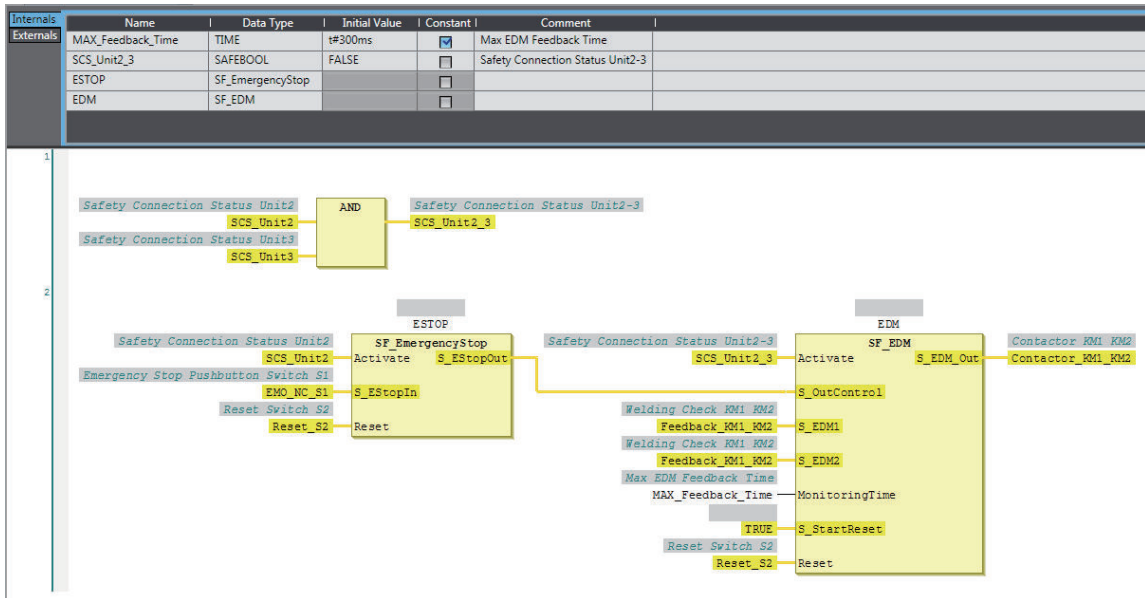 Internals
Externals
Name Data Type Initial Value Constant Comment
MAX_Feedback_Time TIME t#300ms Max EDM Feedback Time
SCS_Unit2_3 SAFEBOOL FALSE Safety Connection Status Unit2-3
ESTOP SF_EmergencyStop
EDM SF_EDM
1
Safety Connection Status Unit2 AND Safety Connection Status Unit2-3
SCS_Unit2 SCS_Unit2_3
Safety Connection Status Unit3
SCS_Unit3
2
ESTOP EDM
Safety Connection Status Unit2 SF_EmergencyStop Safety Connection Status Unit2-3 SF_EDM Contactor KM1 KM2
SCS_Unit2 Activate S_EStopOut SCS_Unit2_3 Activate S_EDM_Out Contactor_KM1_KM2
Emergency Stop Pushbutton Switch S1
EMO_NC_S1 S_EStopIn S_OutControl
Reset Switch S2 Welding Check KM1 KM2
Reset_S2 Reset Feedback_KM1_KM2 S_EDM1
Welding Check KM1 KM2
Feedback_KM1_KM2 S_EDM2
Max EDM Feedback Time
MAX_Feedback_Time MonitoringTime
TRUE S_StartReset
Reset Switch S2
Reset_S2 Reset